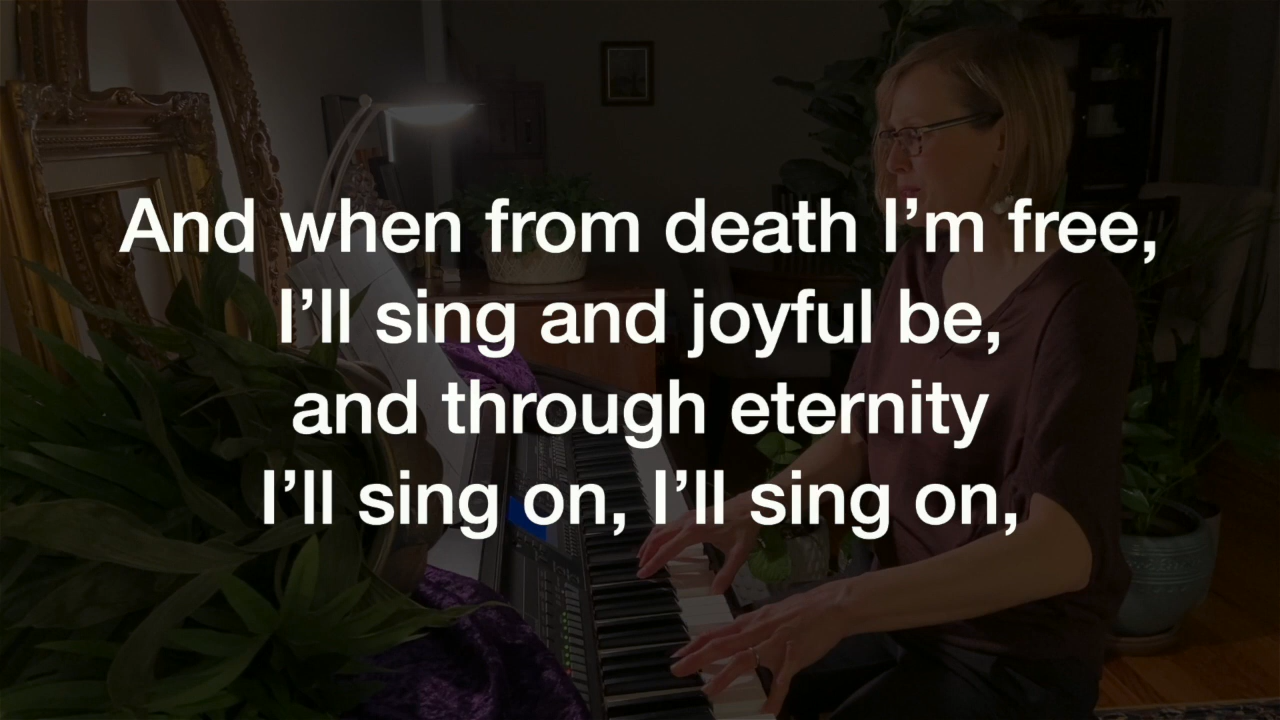 And when from death I’m free,
I’ll sing and joyful be,
and through eternity
I’ll sing on, I’ll sing on,